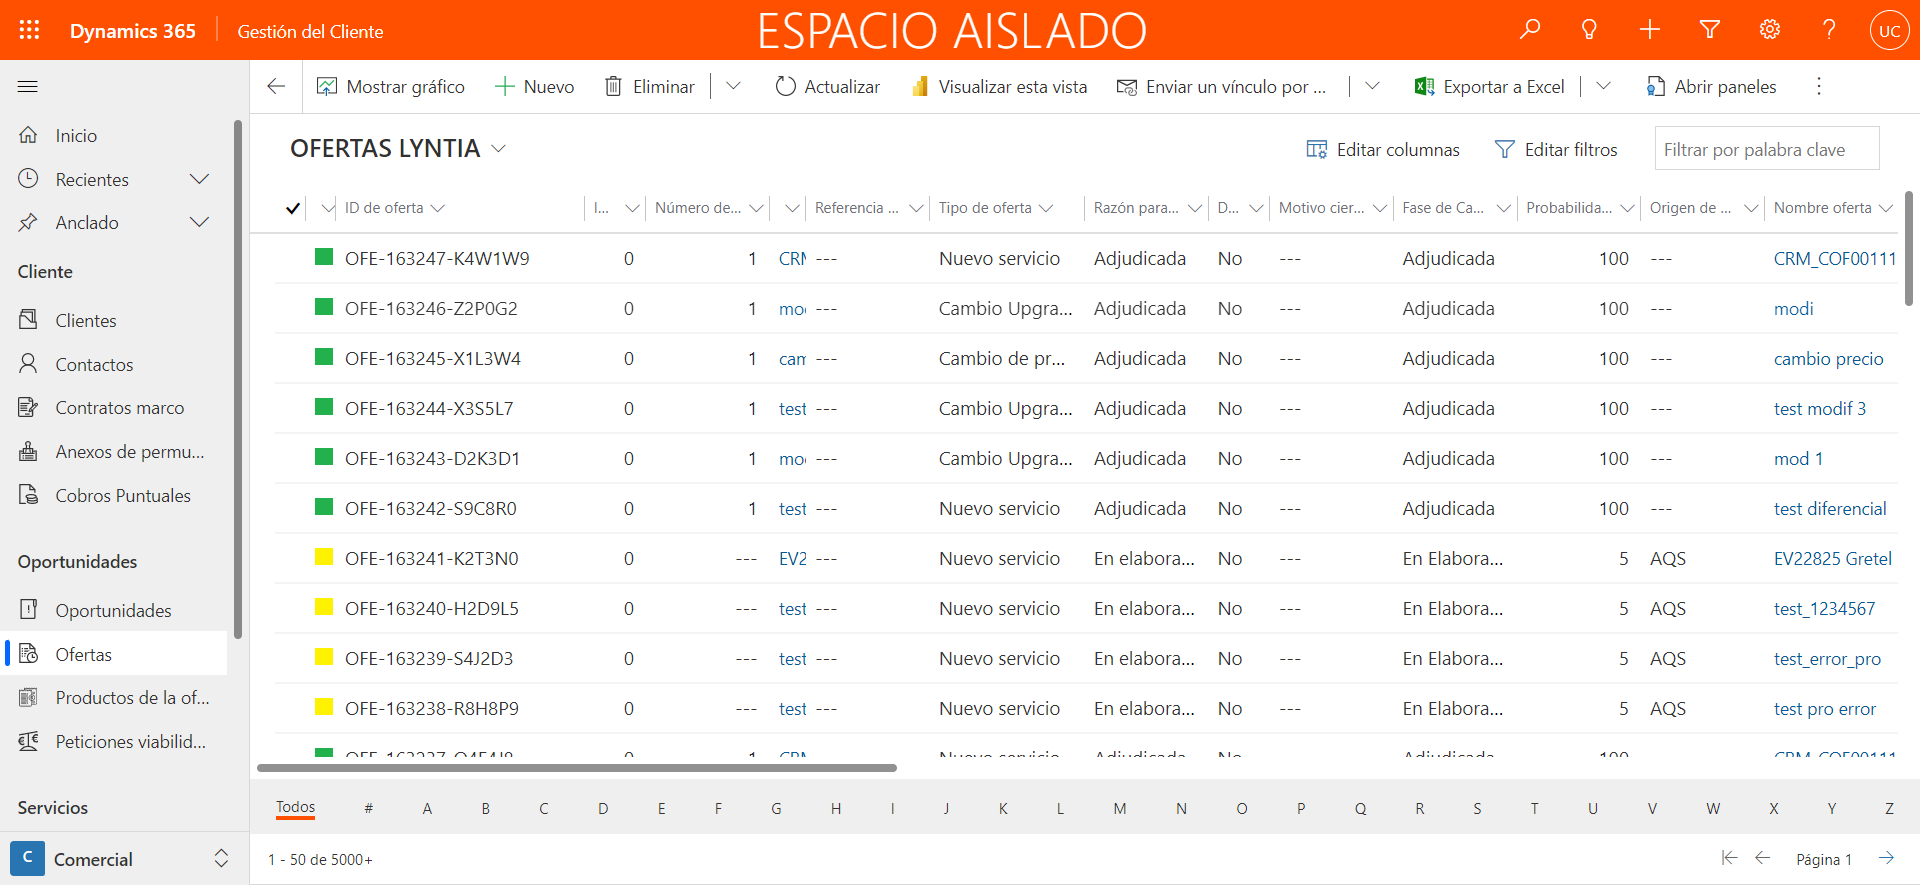 Dynamics 365
Gestión del Cliente
ESPACIO AISLADO
UC
Mostrar gráfico
Nuevo
Eliminar
Actualizar
Visualizar esta vista
Enviar un vínculo por ...
Exportar a Excel
Abrir paneles
Inicio
Recientes
Anclado
Cliente
Clientes
Contactos
Contratos marco
Anexos de permu...
Cobros Puntuales
Oportunidades
Oportunidades
Ofertas
Productos de la of...
Peticiones viabilid...
Servicios
C Comercial
OFERTAS LYNTIA
Editar columnas
Editar filtros
Filtrar por palabra clave
ID de oferta I... Número de... Referencia ... Tipo de oferta Razón para... D... Motivo cier... Fase de Ca... Probabilida... Origen de ... Nombre oferta
OFE-163247-K4W1W9 0 1 CRM --- Nuevo servicio Adjudicada No --- Adjudicada 100 --- CRM_COF00111
OFE-163246-Z2P0G2 0 1 mo --- Cambio Upgra... Adjudicada No --- Adjudicada 100 --- modi
OFE-163245-X1L3W4 0 1 cam --- Cambio de pr... Adjudicada No --- Adjudicada 100 --- cambio precio
OFE-163244-X3S5L7 0 1 test --- Cambio Upgra... Adjudicada No --- Adjudicada 100 --- test modif 3
OFE-163243-D2K3D1 0 1 mo --- Cambio Upgra... Adjudicada No --- Adjudicada 100 --- mod 1
OFE-163242-S9C8R0 0 1 test --- Nuevo servicio Adjudicada No --- Adjudicada 100 --- test diferencial
OFE-163241-K2T3N0 0 --- EV2 --- Nuevo servicio En elabora... No --- En Elabora... 5 AQS EV22825 Gretel
OFE-163240-H2D9L5 0 --- test --- Nuevo servicio En elabora... No --- En Elabora... 5 AQS test_1234567
OFE-163239-S4J2D3 0 --- test --- Nuevo servicio En elabora... No --- En Elabora... 5 AQS test_error_pro
OFE-163238-R8H8P9 0 --- test --- Nuevo servicio En elabora... No --- En Elabora... 5 AQS test pro error
0 1 CRM --- Nuevo servicio Adjudicada No --- Adjudicada 100 --- CRM_COF00111
Todos # A B C D E F G H I J K L M N O P Q R S T U V W X Y Z
1 - 50 de 5000+
Página 1